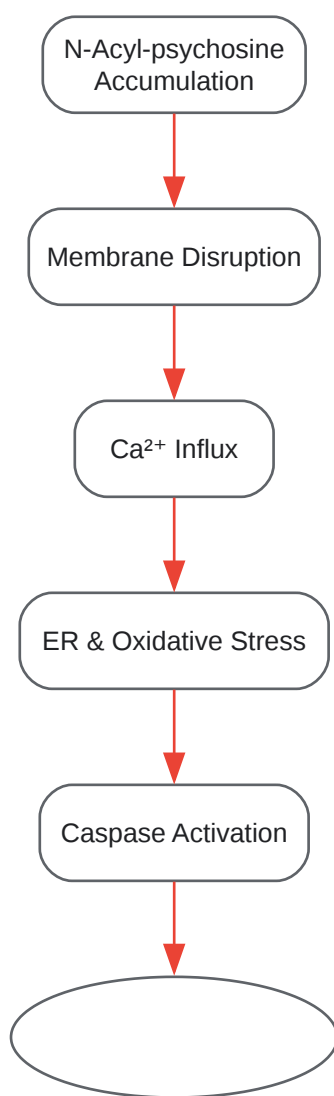 N-Acyl-psychosine
Accumulation
Membrane Disruption
Ca²⁺ Influx
ER & Oxidative Stress
Caspase Activation